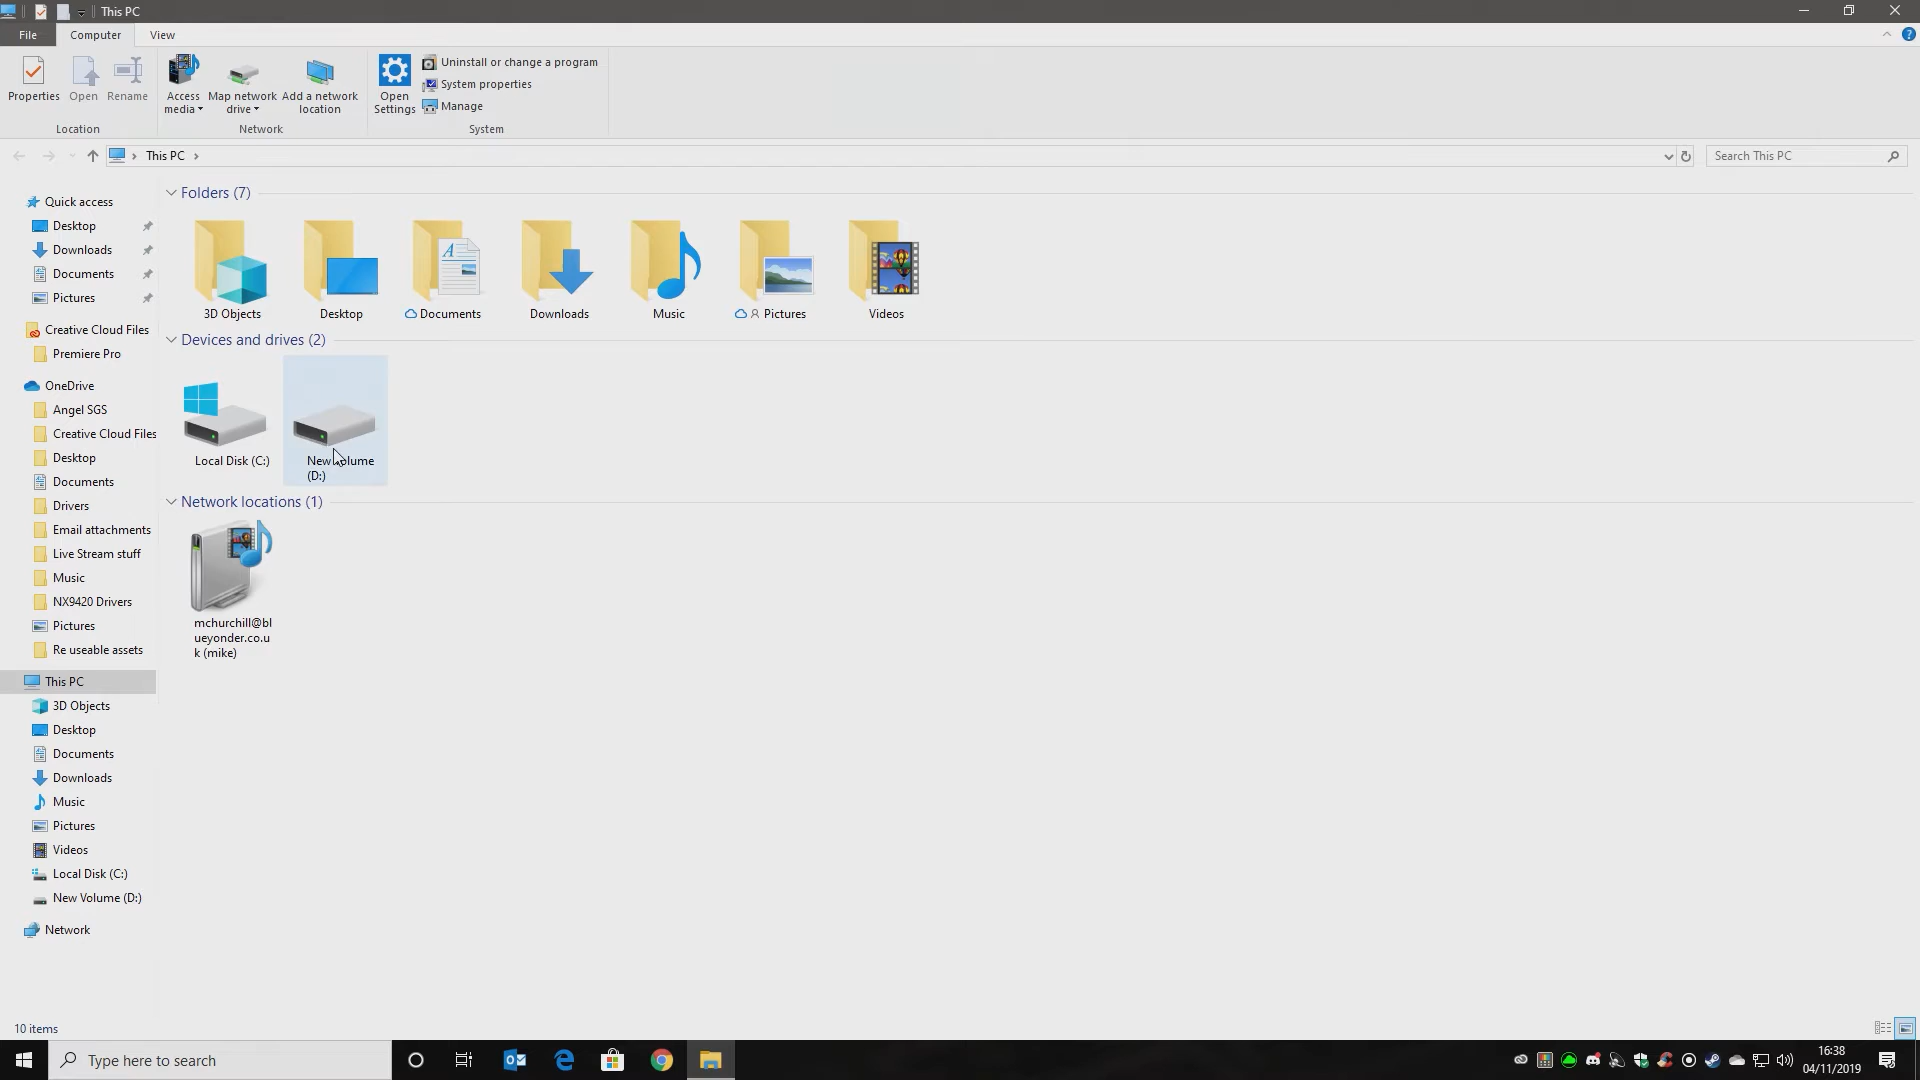 This PC
File
Computer
View
Properties
Open
Rename
Access
media
Map network
drive
Add a network
location
Open
Settings
Uninstall or change a program
System properties
Manage
Location
Network
System
This PC
Search This PC
Quick access
Desktop
Downloads
Documents
Pictures
Creative Cloud Files
Premiere Pro
OneDrive
Angel SGS
Creative Cloud Files
Desktop
Documents
Drivers
Email attachments
Live Stream stuff
Music
NX9420 Drivers
Pictures
Re useable assets
This PC
3D Objects
Desktop
Documents
Downloads
Music
Pictures
Videos
Local Disk (C:)
New Volume (D:)
Network
Folders (7)
3D Objects
Desktop
Documents
Downloads
Music
Pictures
Videos
Devices and drives (2)
Local Disk (C:)
New Volume
(D:)
Network locations (1)
mchurchill@bl
ueyonder.co.u
k (mike)
10 items
Type here to search
16:38
04/11/2019